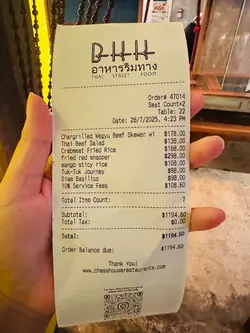 BHH
อาหารริมทาง
THAI STREET FOOD
Order# 47014
Seat Count×2
Table: 22
Date: 28/7/2025, 4:23 PM
Chargrilled Wagyu Beef Skewer wi $178.00
Thai Beef Salad $138.00
Crabmeat Fried Rice $168.00
fried red snapper $298.00
mango sticy rice $108.00
Tuk-Tuk Journey $98.00
Siam Basilico $98.00
10% Service Fees $108.60
Total Item Count: 7
Subtotal: $1194.60
Total Tax: $0.00
Total: $1194.60
Order Balance due: $1194.60
Thank You!
www.chesshouserestaurants.com